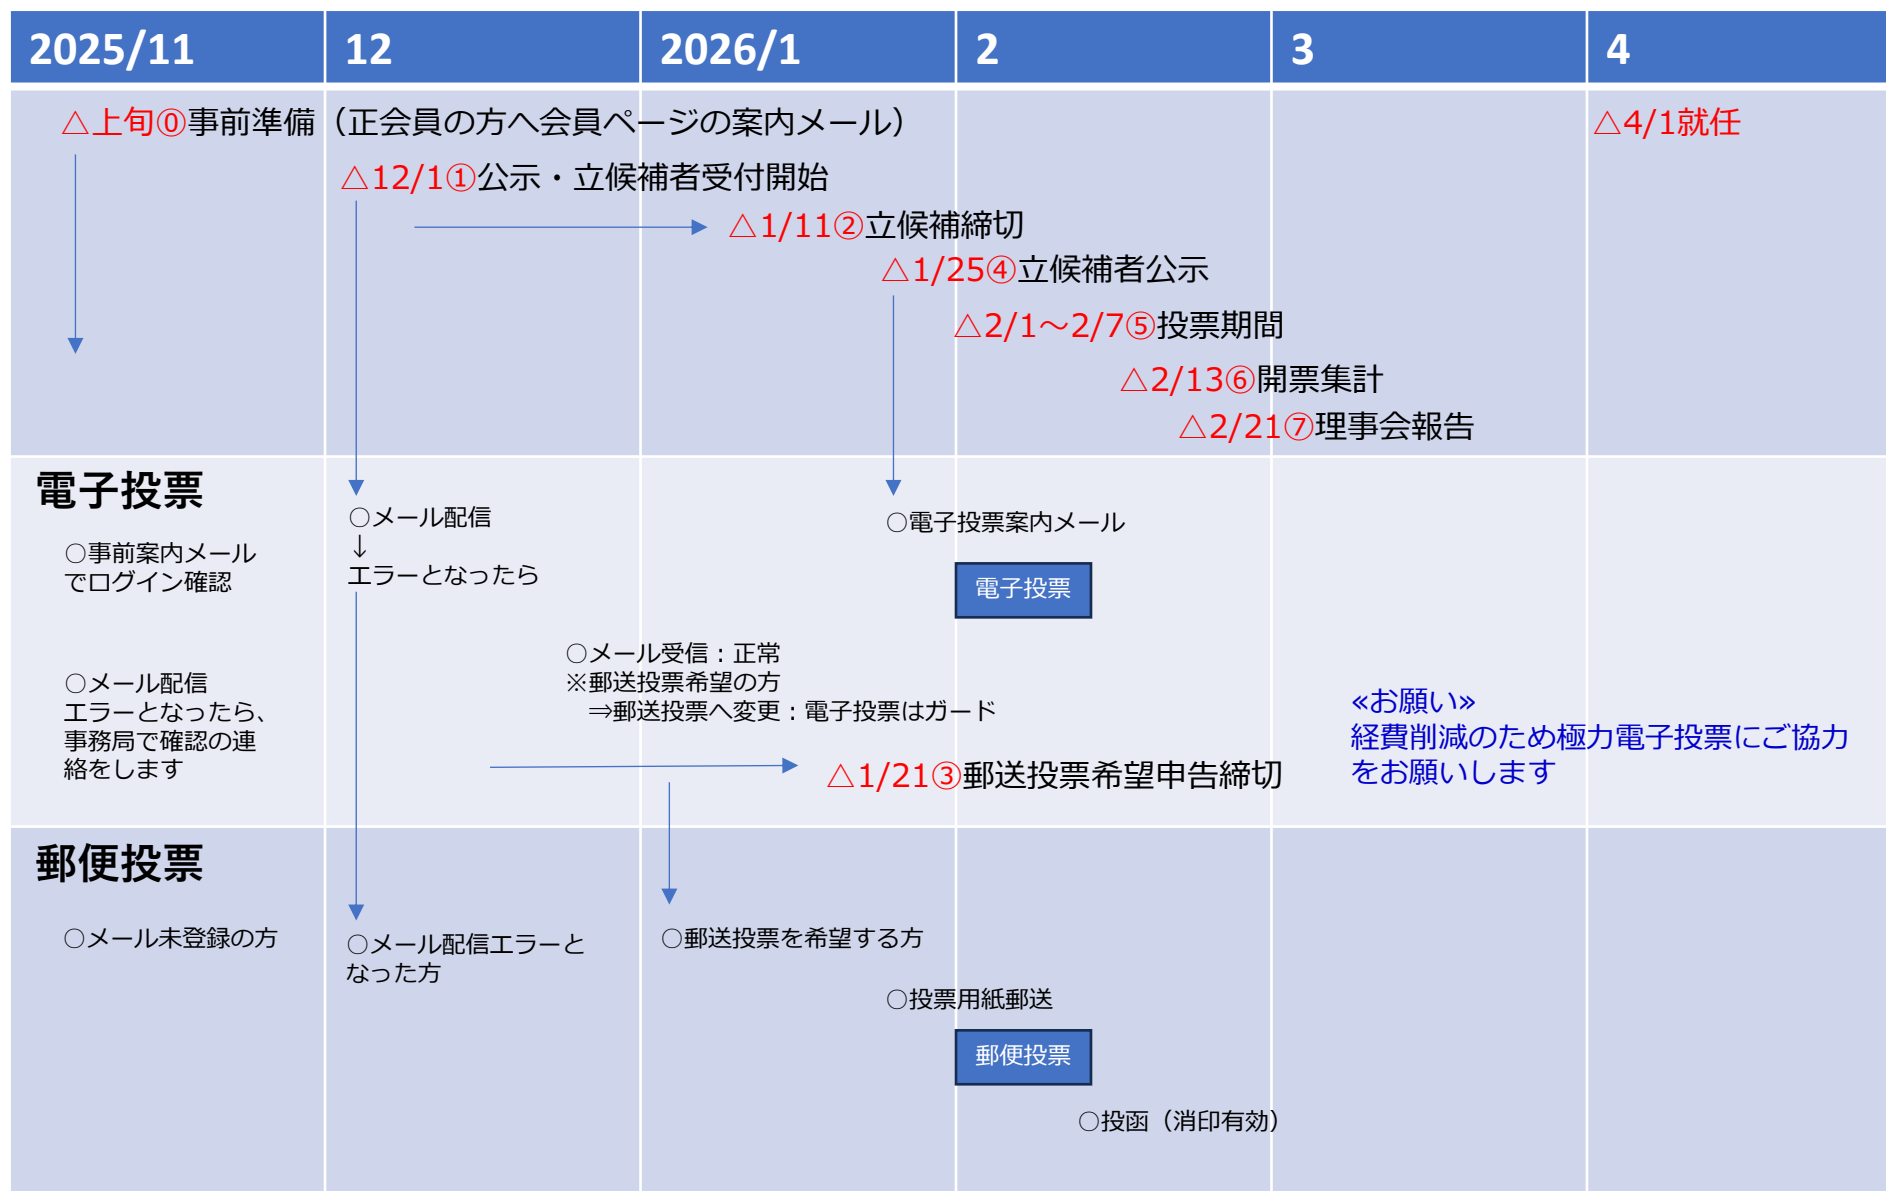 2025/11 12 2026/1 2 3 4
△上旬⓪事前準備（正会員の方へ会員ページの案内メール）
△4/1就任
△12/1①公示・立候補者受付開始
△1/11②立候補締切
△1/25④立候補者公示
△2/1～2/7⑤投票期間
△2/13⑥開票集計
△2/21⑦理事会報告
電子投票
○事前案内メール
でログイン確認
○メール配信
エラーとなったら、
事務局で確認の連
絡をします
○メール配信
↓
エラーとなったら
○電子投票案内メール
電子投票
○メール受信：正常
※郵送投票希望の方
⇒郵送投票へ変更：電子投票はガード
△1/21③郵送投票希望申告締切
«お願い»
経費削減のため極力電子投票にご協力
をお願いします
郵便投票
○メール未登録の方
○メール配信エラーと
なった方
○郵送投票を希望する方
○投票用紙郵送
郵便投票
○投函（消印有効）